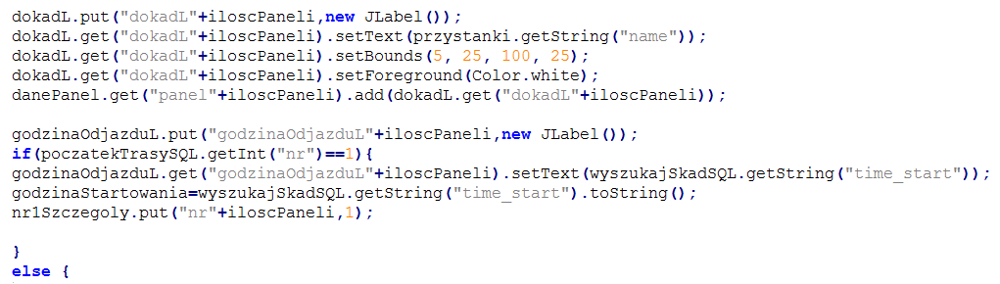 dokadL.put("dokadL"+iloscPaneli,new JLabel());
dokadL.get("dokadL"+iloscPaneli).setText(przystanki.getString("name"));
dokadL.get("dokadL"+iloscPaneli).setBounds(5, 25, 100, 25);
dokadL.get("dokadL"+iloscPaneli).setForeground(Color.white);
danePanel.get("panel"+iloscPaneli).add(dokadL.get("dokadL"+iloscPaneli));

godzinaOdjazduL.put("godzinaOdjazduL"+iloscPaneli,new JLabel());
if(poczatekTrasySQL.getInt("nr")==1){
godzinaOdjazduL.get("godzinaOdjazduL"+iloscPaneli).setText(wyszukajSkadSQL.getString("time_start"));
godzinaStartowania=wyszukajSkadSQL.getString("time_start").toString();
nr1Szczegoly.put("nr"+iloscPaneli,1);

}
else {